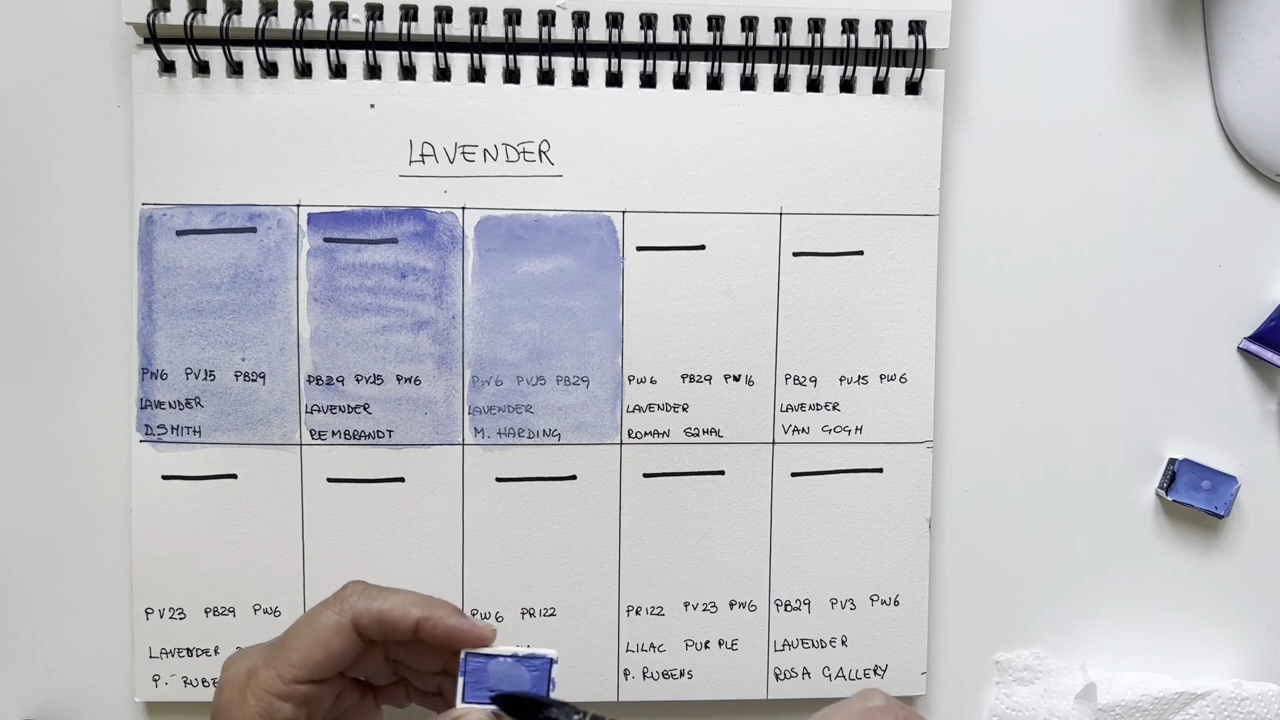 LAVENDER
PW6 PV15 PB29
LAVENDER
D.SMITH
PB29 PV15 PW6
LAVENDER
REMBRANDT
PW6 PV15 PB29
LAVENDER
M. HARDING
PW6 PB29 PW16
LAVENDER
ROMAN SZMAL
PB29 PV15 PW6
LAVENDER
VAN GOGH
PV23 PB29 PW6
LAVENDER
P. RUBE
PW6 PR122
PR122 PV23 PW6
LILAC PURPLE
P. RUBENS
PB29 PV3 PW6
LAVENDER
ROSA GALLERY